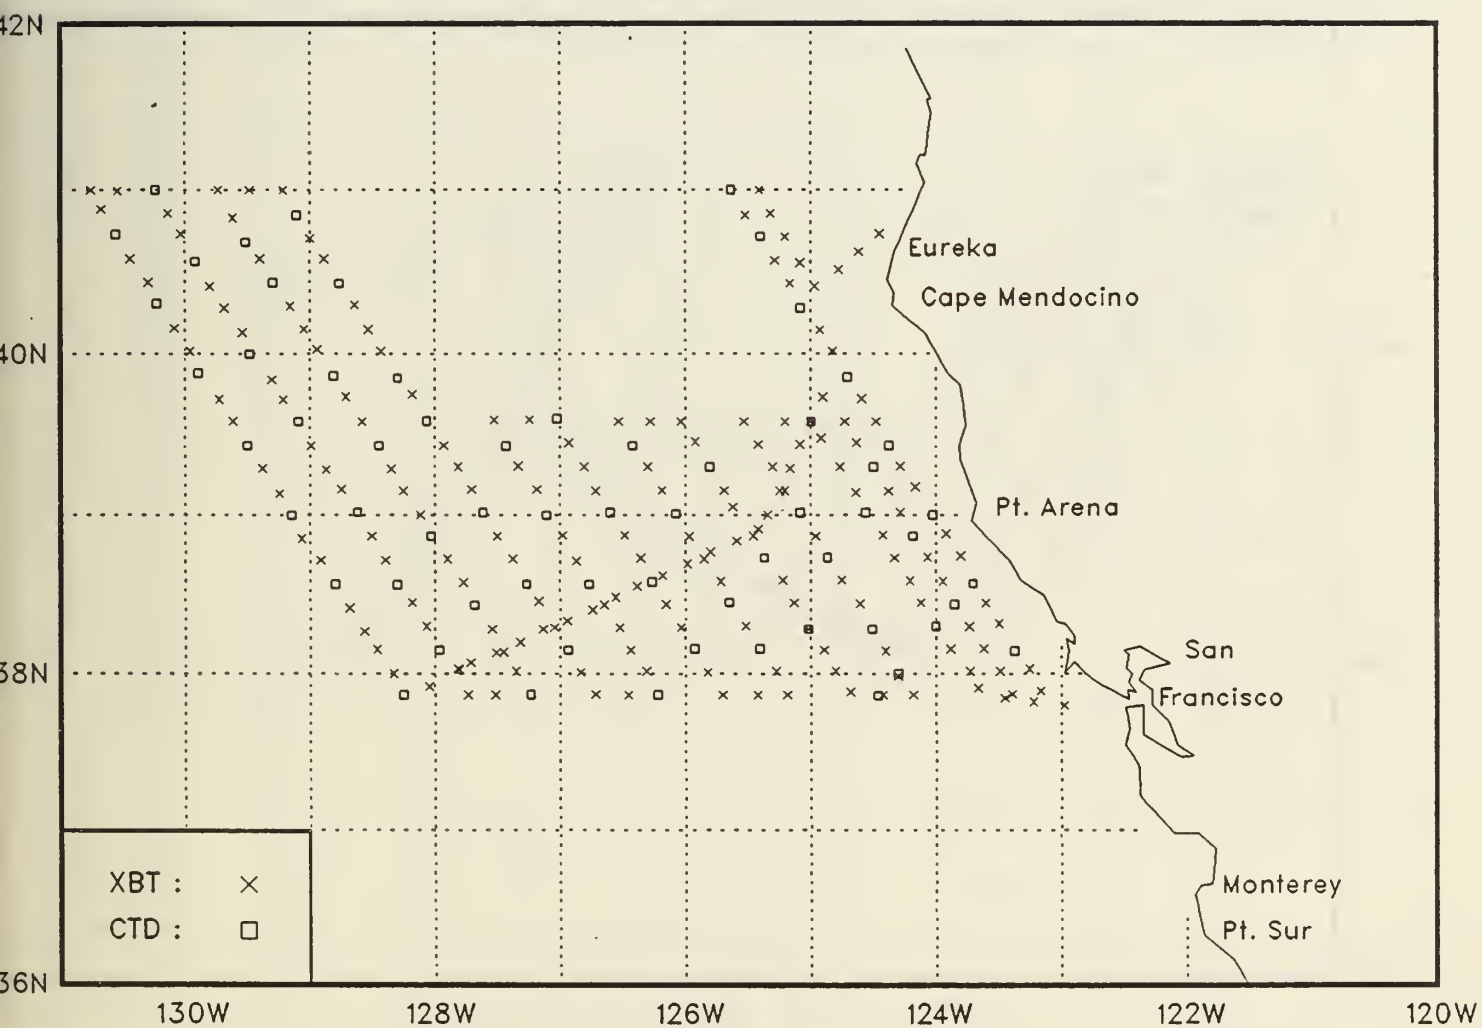 42N
Eureka
Cape Mendocino
40N
Pt. Arena
San
Francisco
38N
XBT :
CTD :
Monterey
Pt. Sur
36N
130W 128W 126W 124W 122W 120W